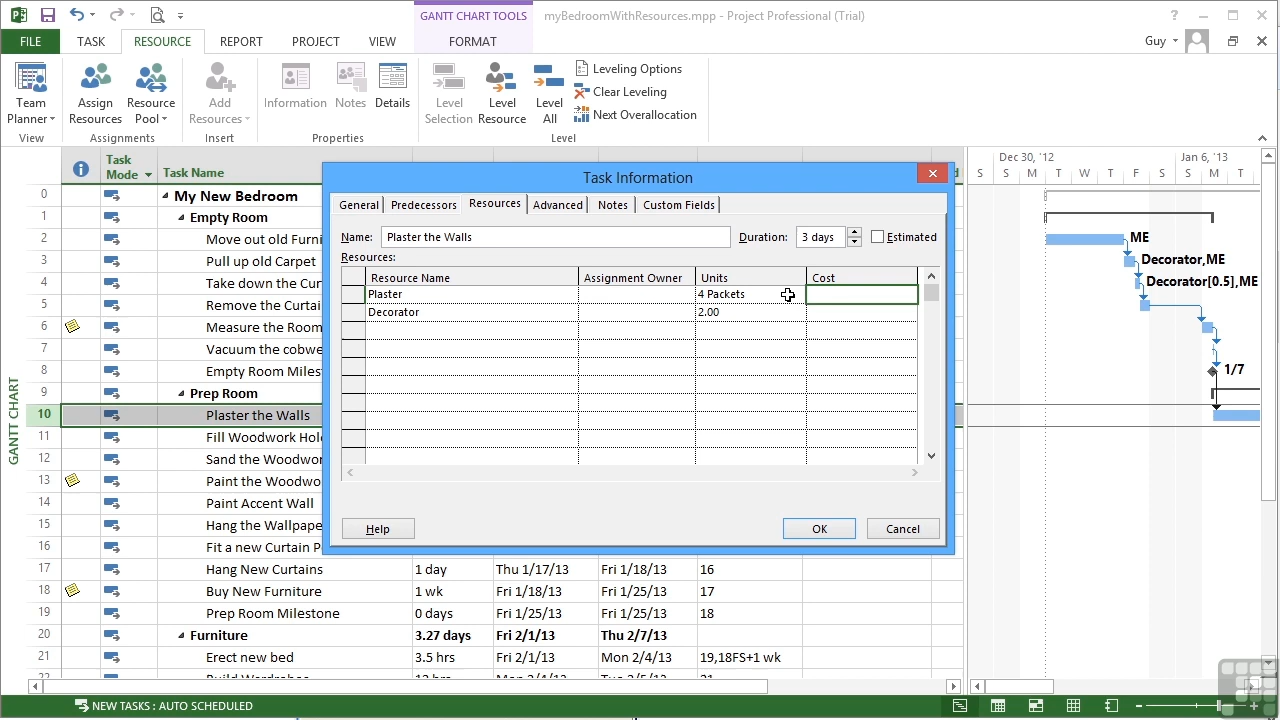 GANTT CHART TOOLS
myBedroomWithResources.mpp - Project Professional (Trial)
?
FILE TASK RESOURCE REPORT PROJECT VIEW FORMAT
Guy
Team Planner
Assign Resources
Resource Pool
Add Resources
Information
Notes
Details
Level Selection
Level Resource
Level All
Leveling Options
Clear Leveling
Next Overallocation
View Assignments Insert Properties Level
Task Mode
Task Name
Dec 30, '12 Jan 6, '13
S S M T W T F S S M T
Task Information
General Predecessors Resources Advanced Notes Custom Fields
Name: Plaster the Walls Duration: 3 days Estimated
Resources:
Resource Name Assignment Owner Units Cost
Plaster 4 Packets
Decorator 2.00
Help OK Cancel
GANTT CHART
0 My New Bedroom
1 Empty Room
2 Move out old Furni
ME
3 Pull up old Carpet
Decorator,ME
4 Take down the Cur
Decorator[0.5],ME
5 Remove the Curta
6 Measure the Room
7 Vacuum the cobwe
8 Empty Room Miles
1/7
9 Prep Room
10 Plaster the Walls
11 Fill Woodwork Hol
12 Sand the Woodwor
13 Paint the Woodwo
14 Paint Accent Wall
15 Hang the Wallpape
16 Fit a new Curtain P
17 Hang New Curtains 1 day Thu 1/17/13 Fri 1/18/13 16
18 Buy New Furniture 1 wk Fri 1/18/13 Fri 1/25/13 17
19 Prep Room Milestone 0 days Fri 1/25/13 Fri 1/25/13 18
20 Furniture 3.27 days Fri 2/1/13 Thu 2/7/13
21 Erect new bed 3.5 hrs Fri 2/1/13 Mon 2/4/13 19,18FS+1 wk
NEW TASKS : AUTO SCHEDULED